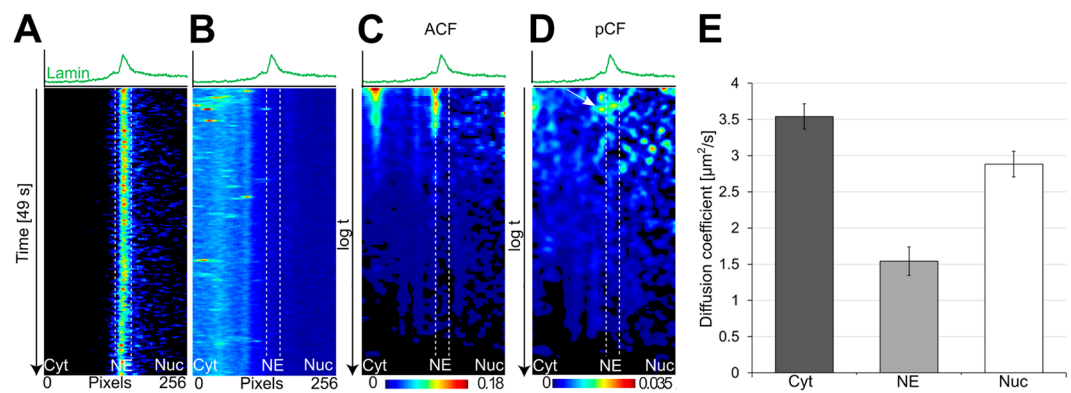 A
B
C
D
E
ACF
pCF
Lamin
Time [49 s]
Cyt
NE
Nuc
0
Pixels
256
Cyt
NE
Nuc
0
Pixels
256
log t
NE
Nuc
0
0.18
log t
Cyt
NE
Nuc
0
0.035
Diffusion coefficient [µm²/s]
4
3.5
3
2.5
2
1.5
1
0.5
0
Cyt
NE
Nuc